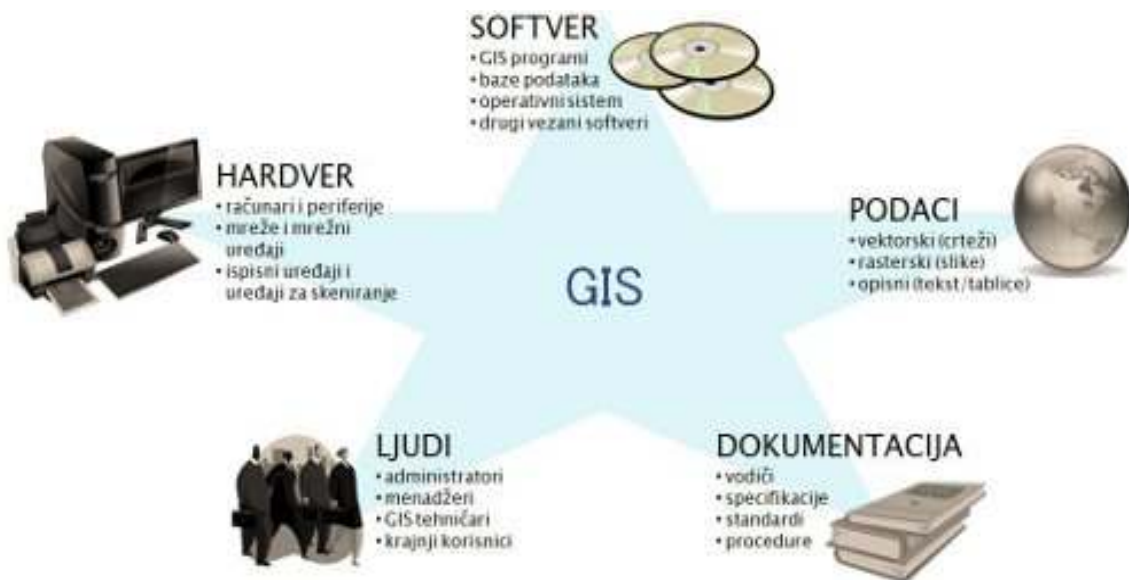 SOFTVER
• GIS programi
• baze podataka
• operativni sistem
• drugi vezani softveri
HARDVER
• računari i periferije
• mreže i mrežni
uređaji
• ispisni uređaji i
uređaji za skeniranje
PODACI
• vektorski (crteži)
• rasterski (slike)
• opisni (tekst/tablice)
GIS
LJUDI
• administratori
• menadžeri
• GIS tehničari
• krajnji korisnici
DOKUMENTACIJA
• vodiči
• specifikacije
• standardi
• procedure